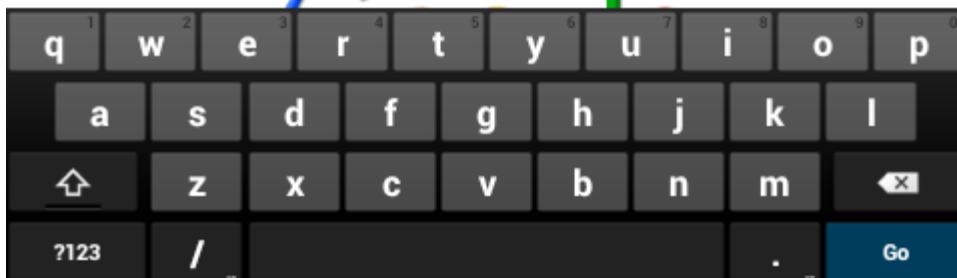 1 2 3 4 5 6 7 8 9 0
q w e r t y u i o p
a s d f g h j k l
z x c v b n m
?123 / . Go